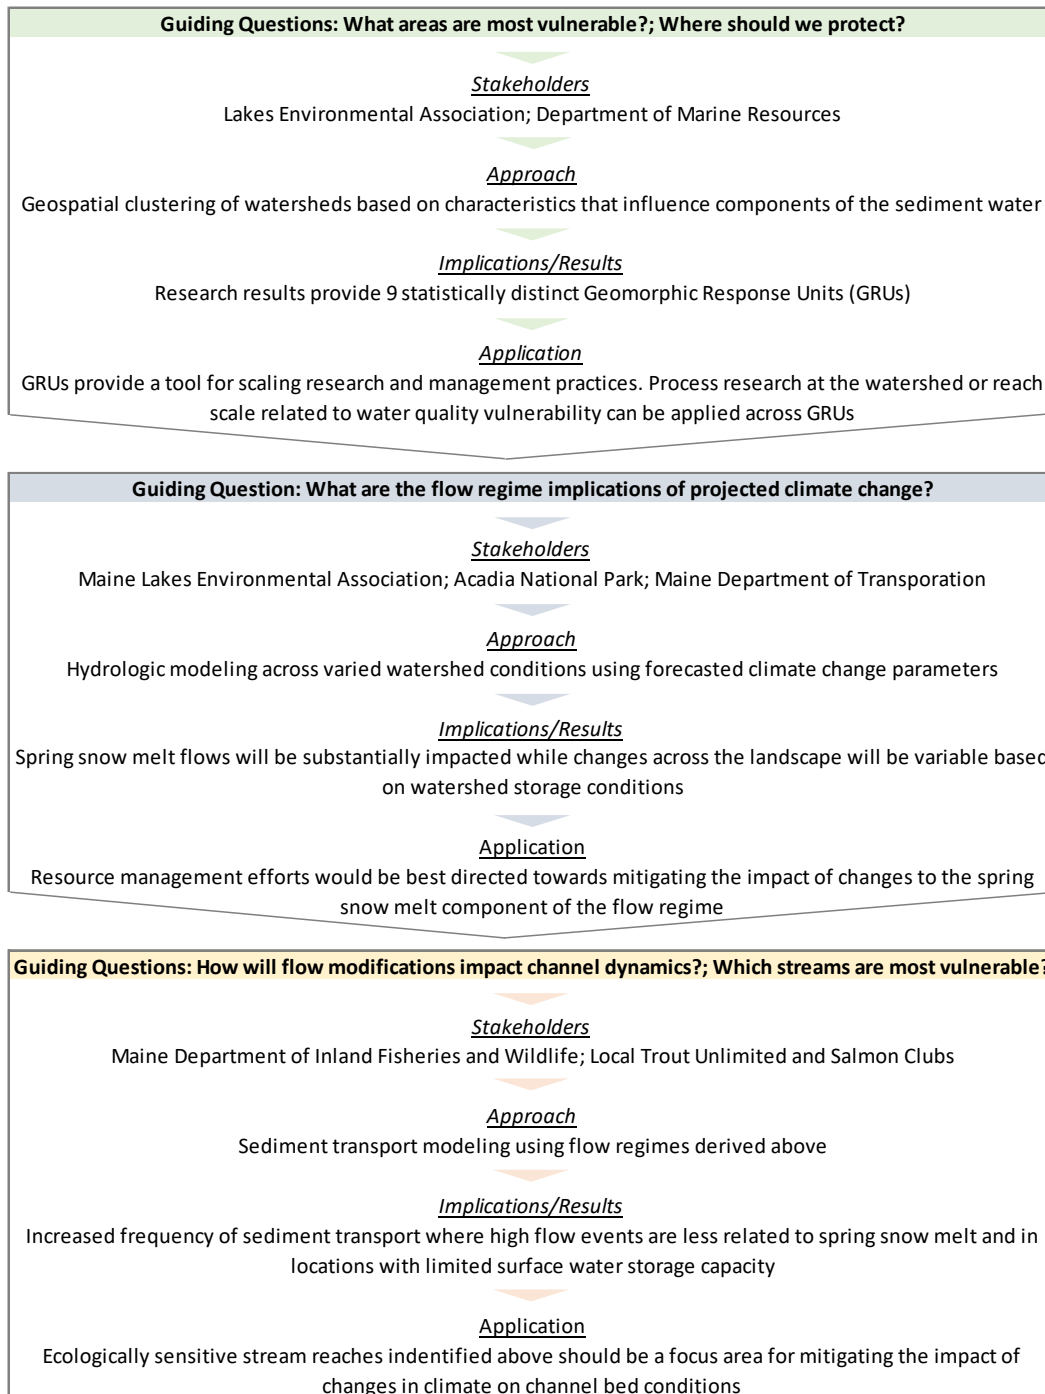 Guiding Questions: What areas are most vulnerable?; Where should we protect?
Stakeholders
Lakes Environmental Association; Department of Marine Resources
Approach
Geospatial clustering of watersheds based on characteristics that influence components of the sediment water
Implications/Results
Research results provide 9 statistically distinct Geomorphic Response Units (GRUs)
Application
GRUs provide a tool for scaling research and management practices. Process research at the watershed or reach
scale related to water quality vulnerability can be applied across GRUs
Guiding Question: What are the flow regime implications of projected climate change?
Stakeholders
Maine Lakes Environmental Association; Acadia National Park; Maine Department of Transporation
Approach
Hydrologic modeling across varied watershed conditions using forecasted climate change parameters
Implications/Results
Spring snow melt flows will be substantially impacted while changes across the landscape will be variable based
on watershed storage conditions
Application
Resource management efforts would be best directed towards mitigating the impact of changes to the spring
snow melt component of the flow regime
Guiding Questions: How will flow modifications impact channel dynamics?; Which streams are most vulnerable?
Stakeholders
Maine Department of Inland Fisheries and Wildlife; Local Trout Unlimited and Salmon Clubs
Approach
Sediment transport modeling using flow regimes derived above
Implications/Results
Increased frequency of sediment transport where high flow events are less related to spring snow melt and in
locations with limited surface water storage capacity
Application
Ecologically sensitive stream reaches indentified above should be a focus area for mitigating the impact of
changes in climate on channel bed conditions